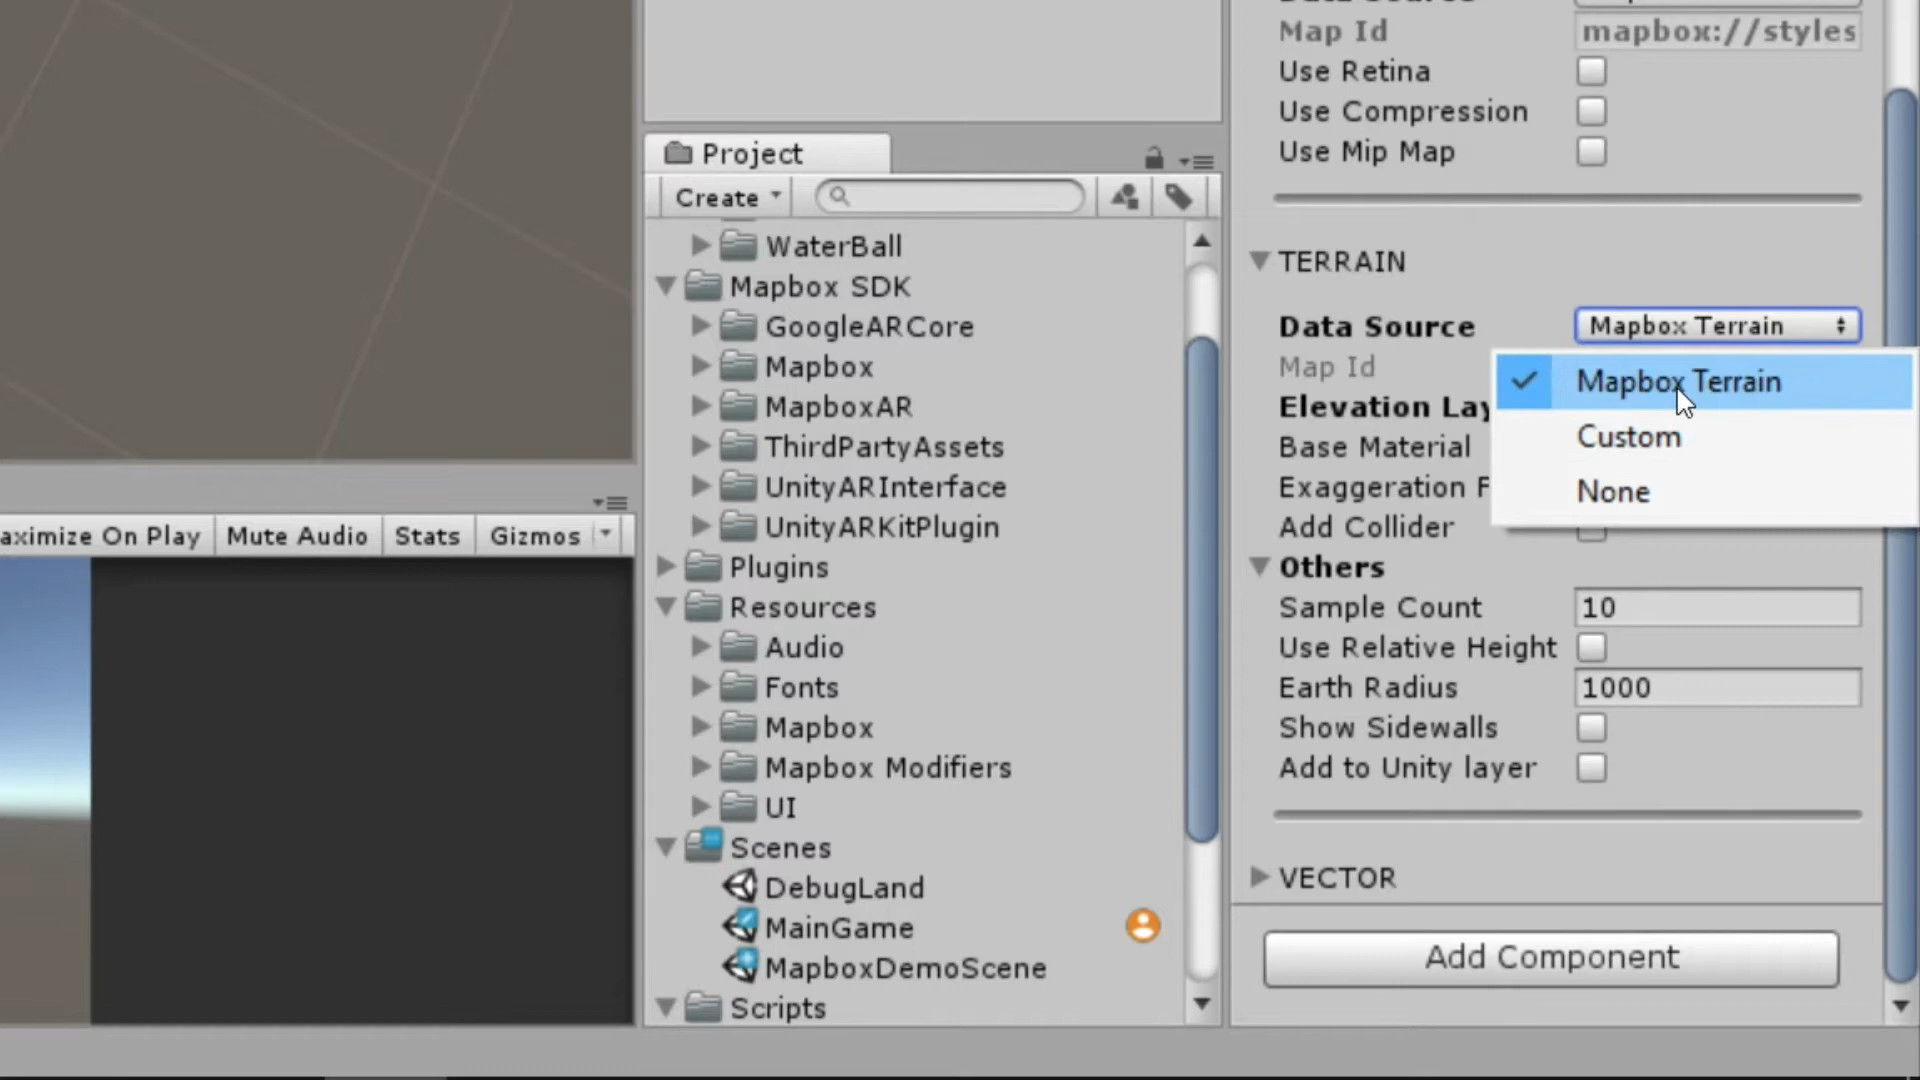 Map Id
mapbox://styles
Use Retina
Use Compression
Use Mip Map
Project
Create
WaterBall
Mapbox SDK
GoogleARCore
Mapbox
MapboxAR
ThirdPartyAssets
UnityARInterface
UnityARKitPlugin
Plugins
Resources
Audio
Fonts
Mapbox
Mapbox Modifiers
UI
Scenes
DebugLand
MainGame
MapboxDemoScene
Scripts
aximize On Play
Mute Audio
Stats
Gizmos
TERRAIN
Data Source
Mapbox Terrain
Map Id
Mapbox Terrain
Custom
None
Elevation Lay
Base Material
Exaggeration F
Add Collider
Others
Sample Count
10
Use Relative Height
Earth Radius
1000
Show Sidewalls
Add to Unity layer
VECTOR
Add Component